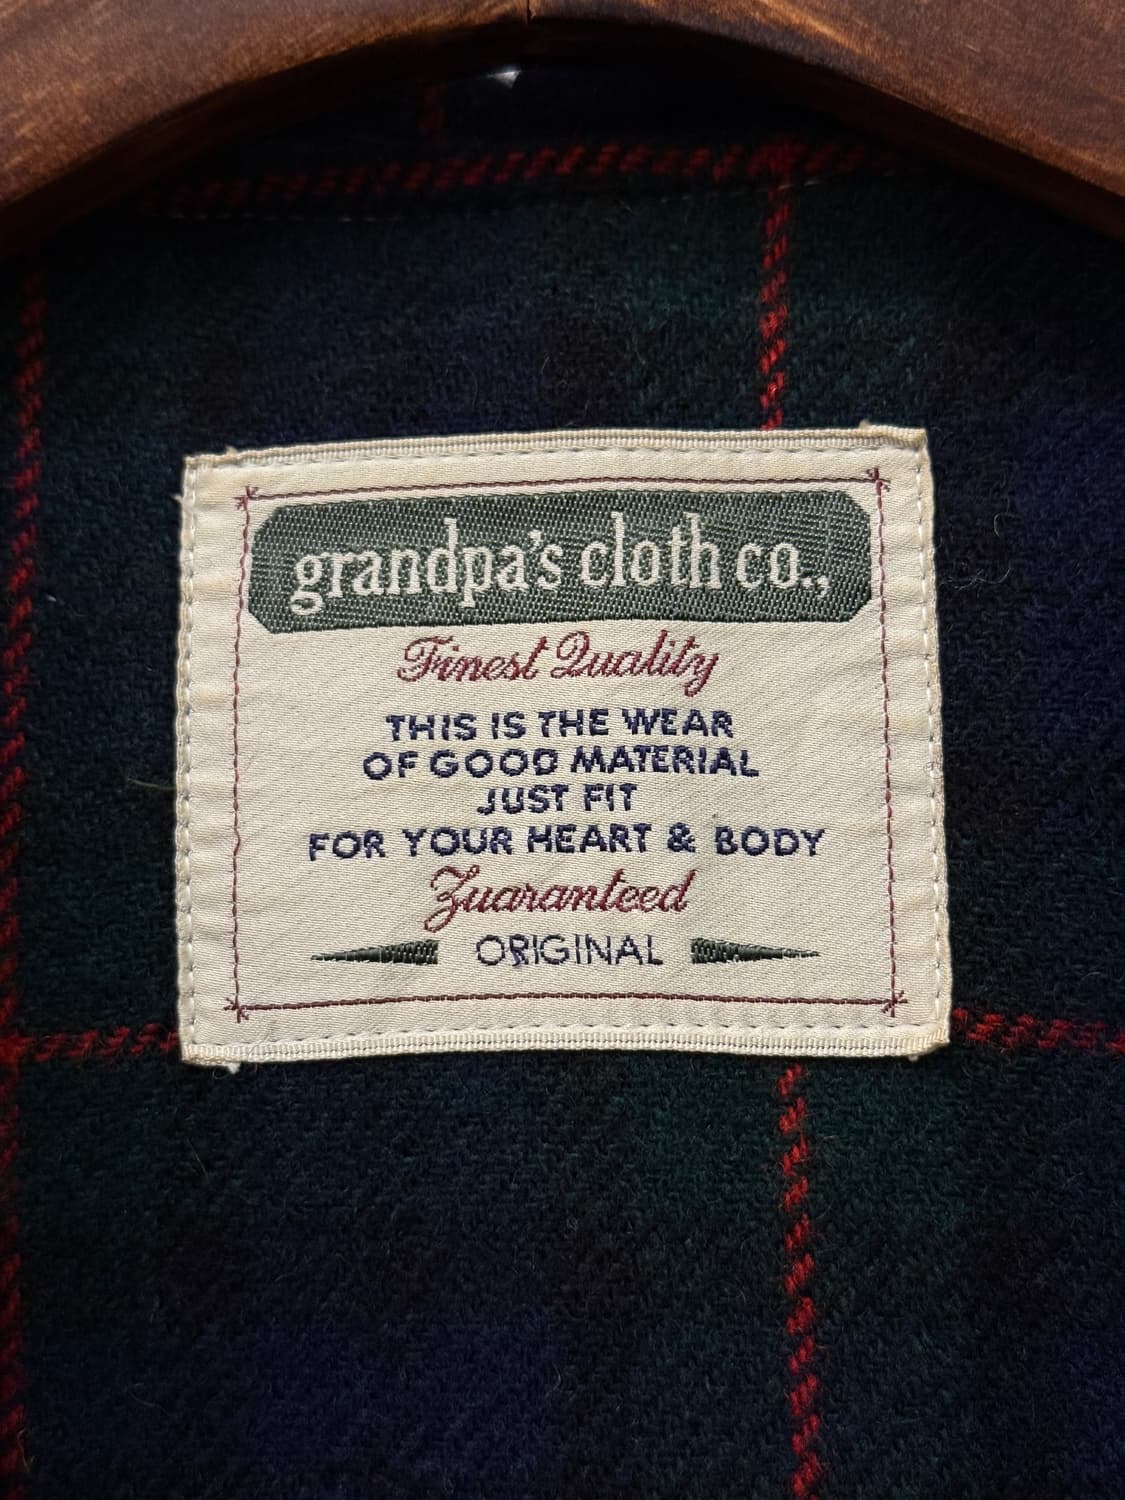 grandpa's cloth co.,
Finest Quality
THIS IS THE WEAR
OF GOOD MATERIAL
JUST FIT
FOR YOUR HEART & BODY
Guaranteed
ORIGINAL